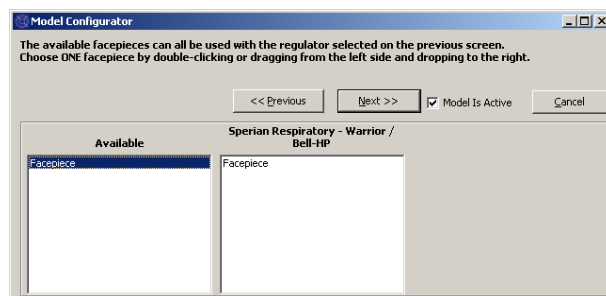 Model Configurator
The available facepieces can all be used with the regulator selected on the previous screen.
Choose ONE facepiece by double-clicking or dragging from the left side and dropping to the right.
<< Previous
Next >>
Model Is Active
Cancel
Available
Sperian Respiratory - Warrior /
Bell-HP
Facepiece
Facepiece